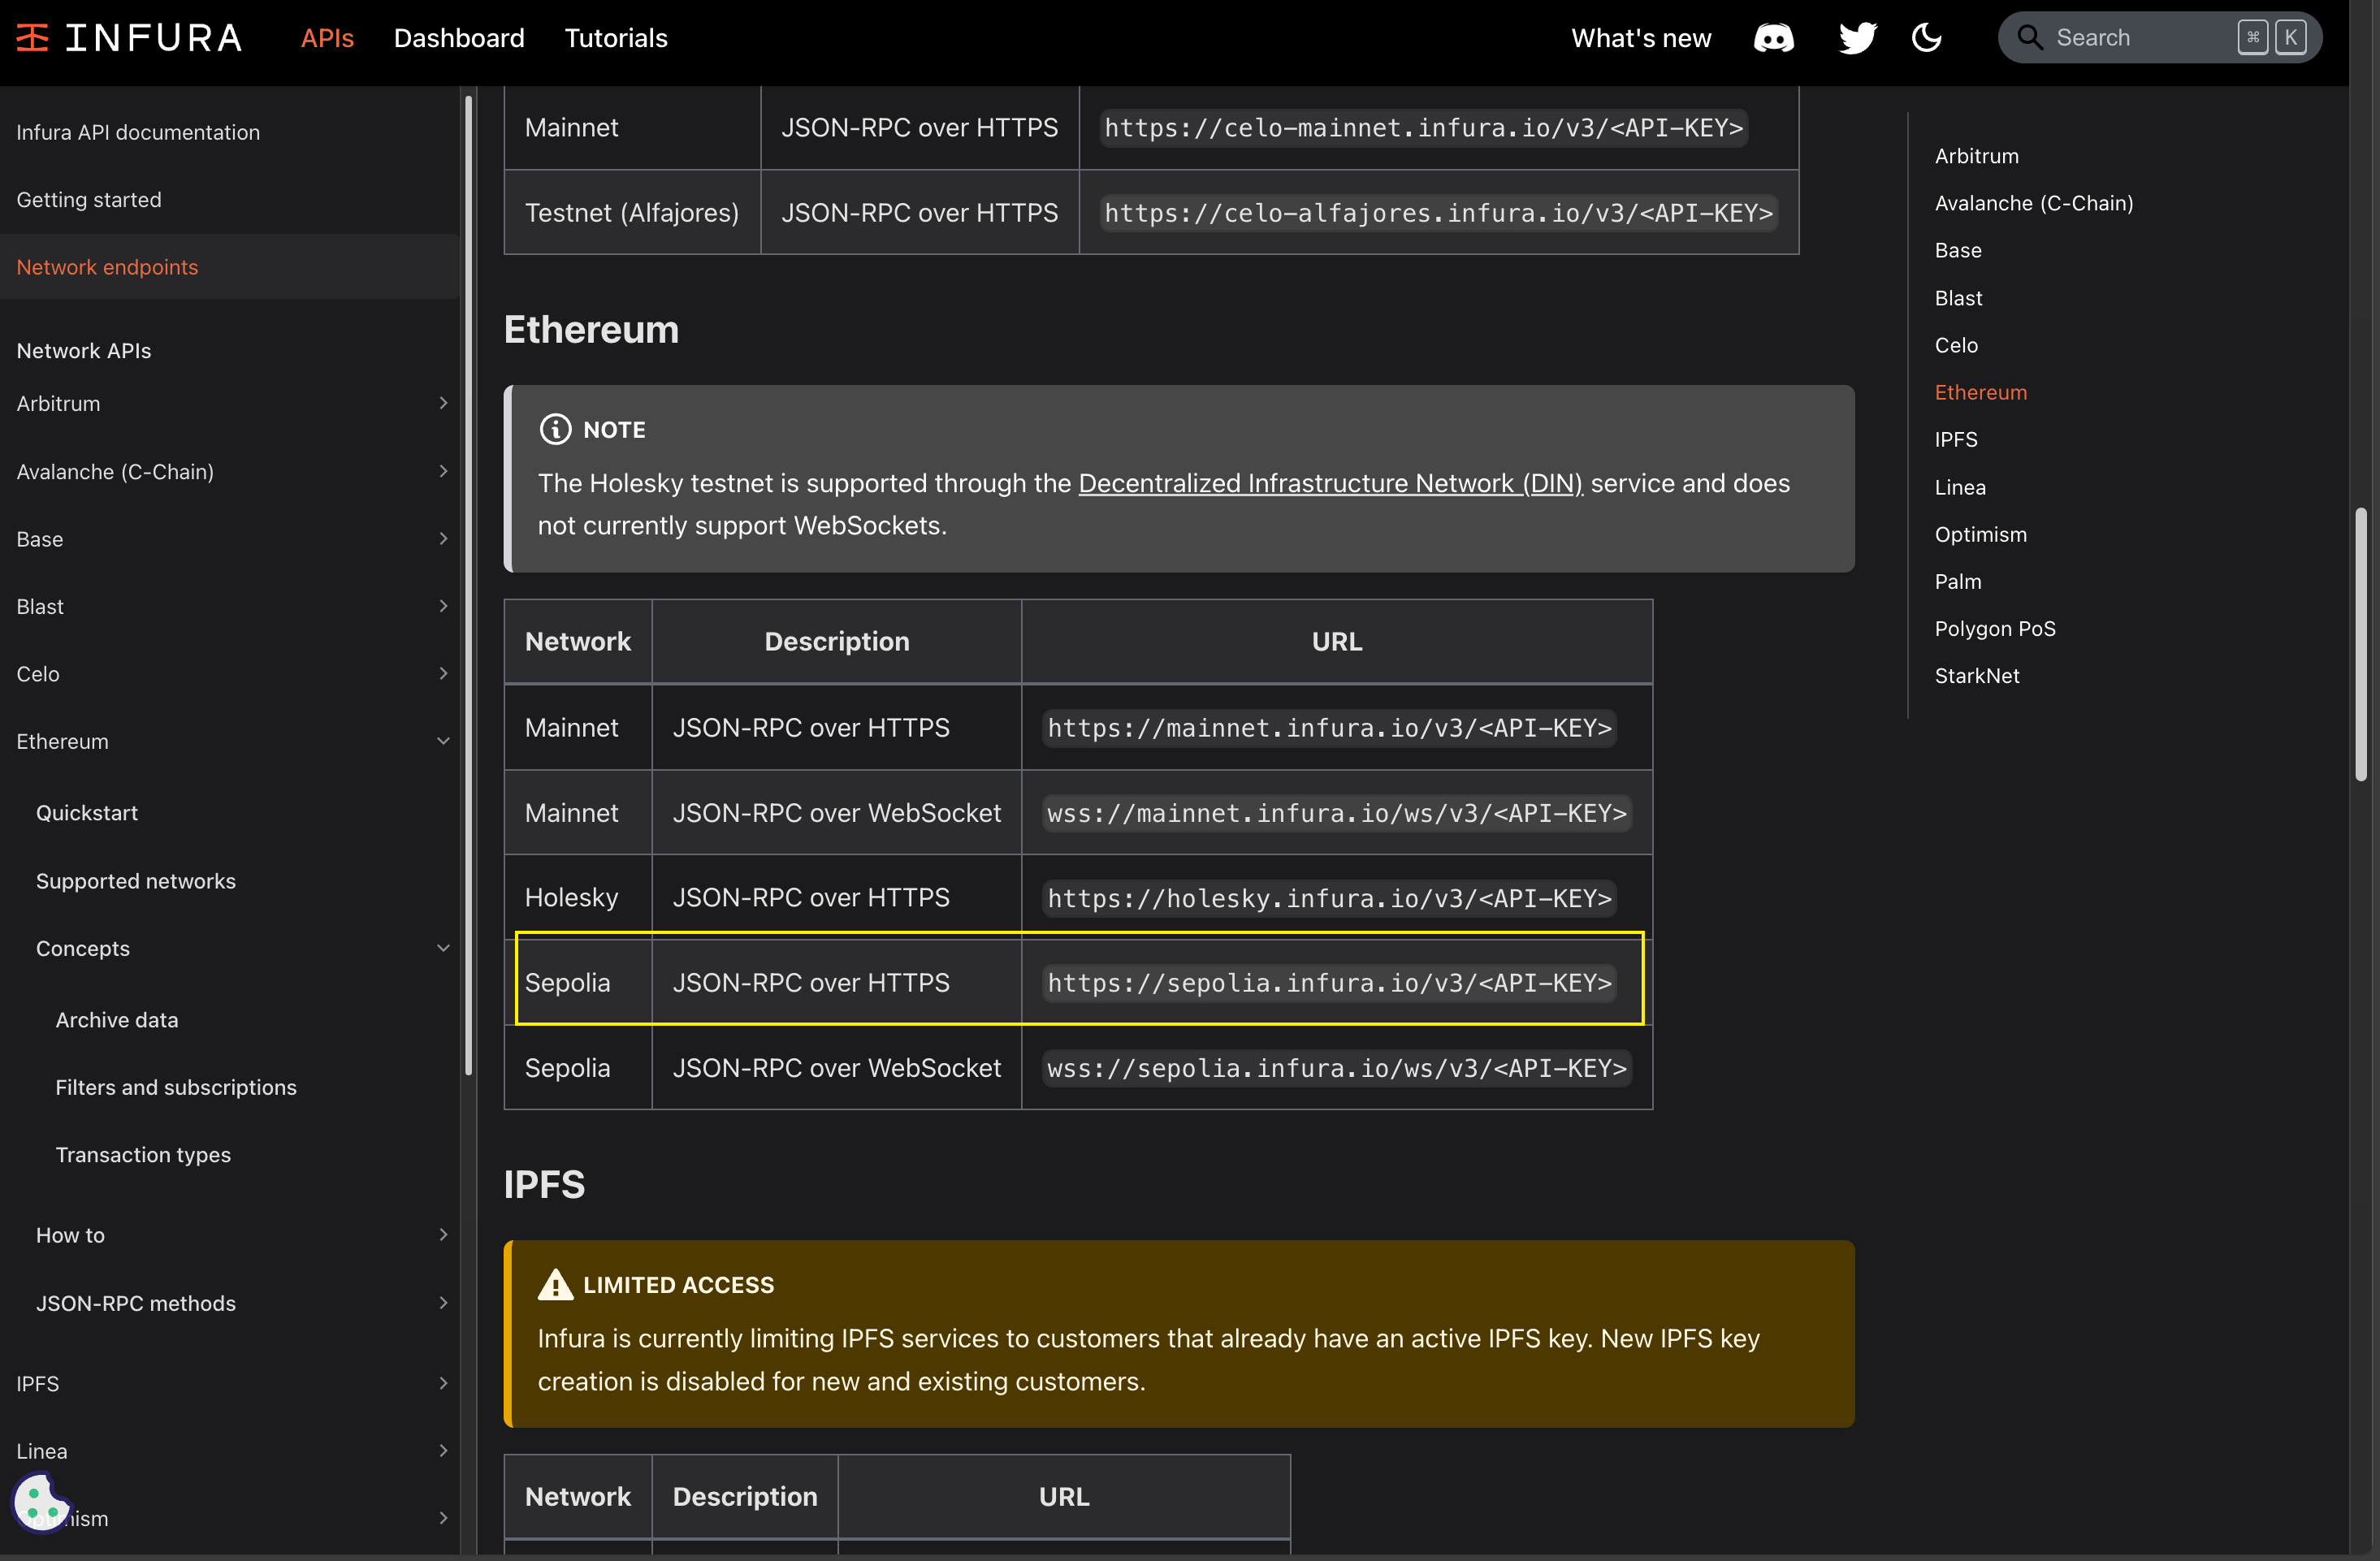 INFURA APIs Dashboard Tutorials What's new Search ⌘ K
Infura API documentation
Getting started
Network endpoints
Network APIs
Arbitrum
Avalanche (C-Chain)
Base
Blast
Celo
Ethereum
Quickstart
Supported networks
Concepts
Archive data
Filters and subscriptions
Transaction types
How to
JSON-RPC methods
IPFS
Linea
Mainnet JSON-RPC over HTTPS https://celo-mainnet.infura.io/v3/<API-KEY>
Testnet (Alfajores) JSON-RPC over HTTPS https://celo-alfajores.infura.io/v3/<API-KEY>
Ethereum
NOTE
The Holesky testnet is supported through the Decentralized Infrastructure Network (DIN) service and does
not currently support WebSockets.
Network Description URL
Mainnet JSON-RPC over HTTPS https://mainnet.infura.io/v3/<API-KEY>
Mainnet JSON-RPC over WebSocket wss://mainnet.infura.io/ws/v3/<API-KEY>
Holesky JSON-RPC over HTTPS https://holesky.infura.io/v3/<API-KEY>
Sepolia JSON-RPC over HTTPS https://sepolia.infura.io/v3/<API-KEY>
Sepolia JSON-RPC over WebSocket wss://sepolia.infura.io/ws/v3/<API-KEY>
IPFS
LIMITED ACCESS
Infura is currently limiting IPFS services to customers that already have an active IPFS key. New IPFS key
creation is disabled for new and existing customers.
Network Description URL
Arbitrum
Avalanche (C-Chain)
Base
Blast
Celo
Ethereum
IPFS
Linea
Optimism
Palm
Polygon PoS
StarkNet